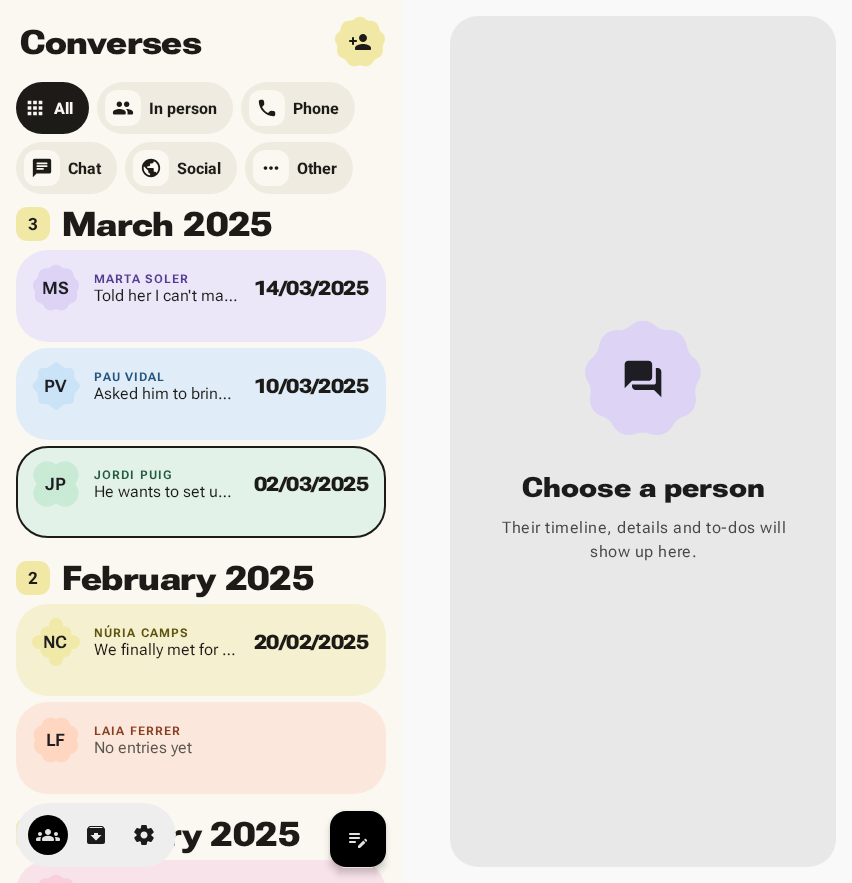 Converses
All
In person
Phone
Chat
Social
Other
3
March 2025
MS
MARTA SOLER
Told her I can't ma…
14/03/2025
PV
PAU VIDAL
Asked him to brin…
10/03/2025
JP
JORDI PUIG
He wants to set u…
02/03/2025
2
February 2025
NC
NÚRIA CAMPS
We finally met for …
20/02/2025
LF
LAIA FERRER
No entries yet
ry 2025
Choose a person
Their timeline, details and to-dos will
show up here.